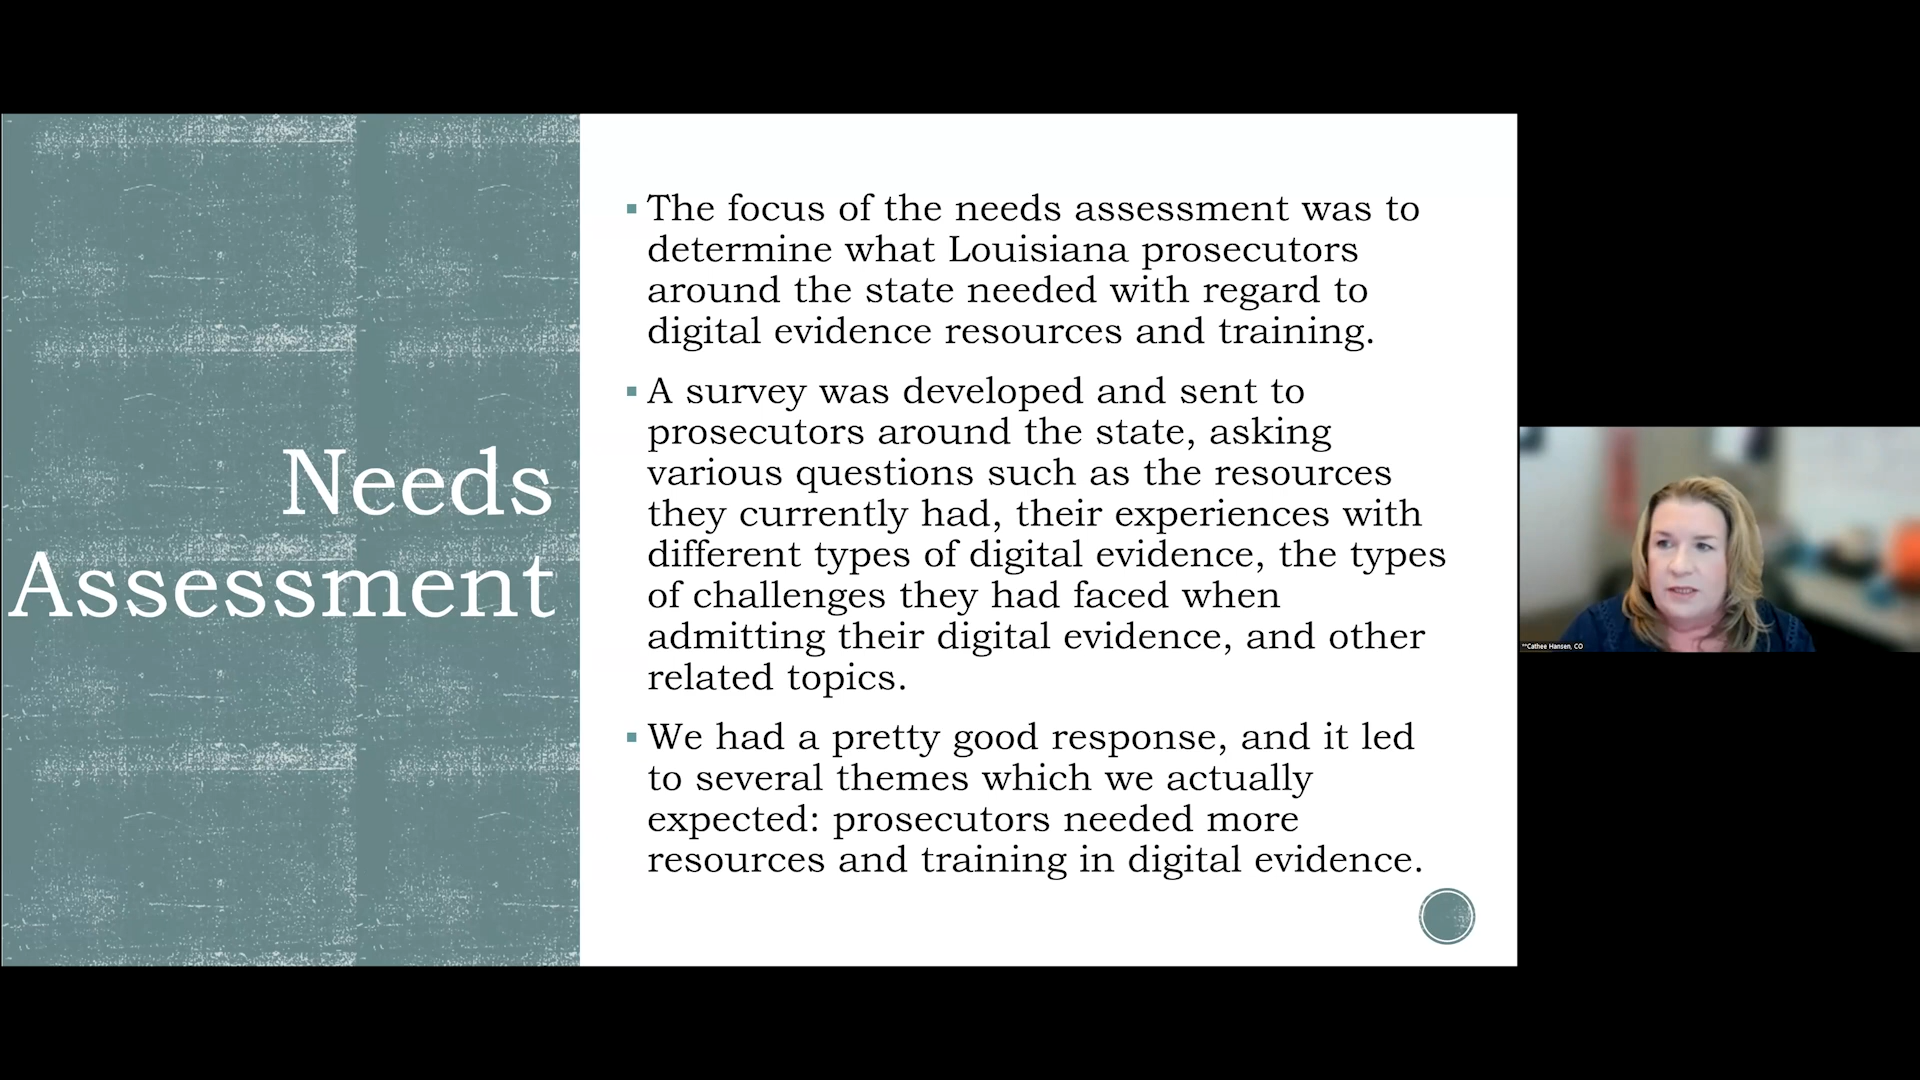 Needs
Assessment
The focus of the needs assessment was to
determine what Louisiana prosecutors
around the state needed with regard to
digital evidence resources and training.
A survey was developed and sent to
prosecutors around the state, asking
various questions such as the resources
they currently had, their experiences with
different types of digital evidence, the types
of challenges they had faced when
admitting their digital evidence, and other
related topics.
We had a pretty good response, and it led
to several themes which we actually
expected: prosecutors needed more
resources and training in digital evidence.
**Cathee Hansen, CO